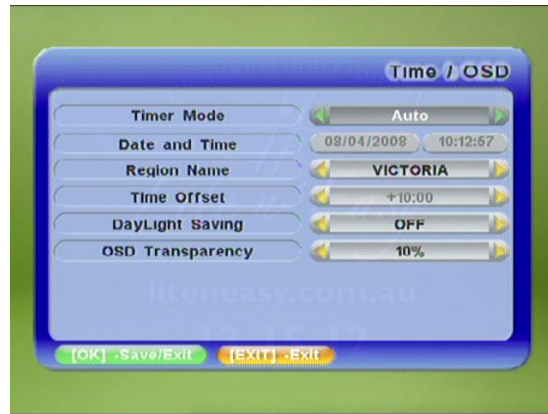 Time / OSD
Timer Mode Auto
Date and Time 08/04/2008 10:12:57
Region Name VICTORIA
Time Offset +10:00
DayLight Saving OFF
OSD Transparency 10%
liteneasy.com.au
13 15 12
[OK] -Save/Exit [EXIT] -Exit